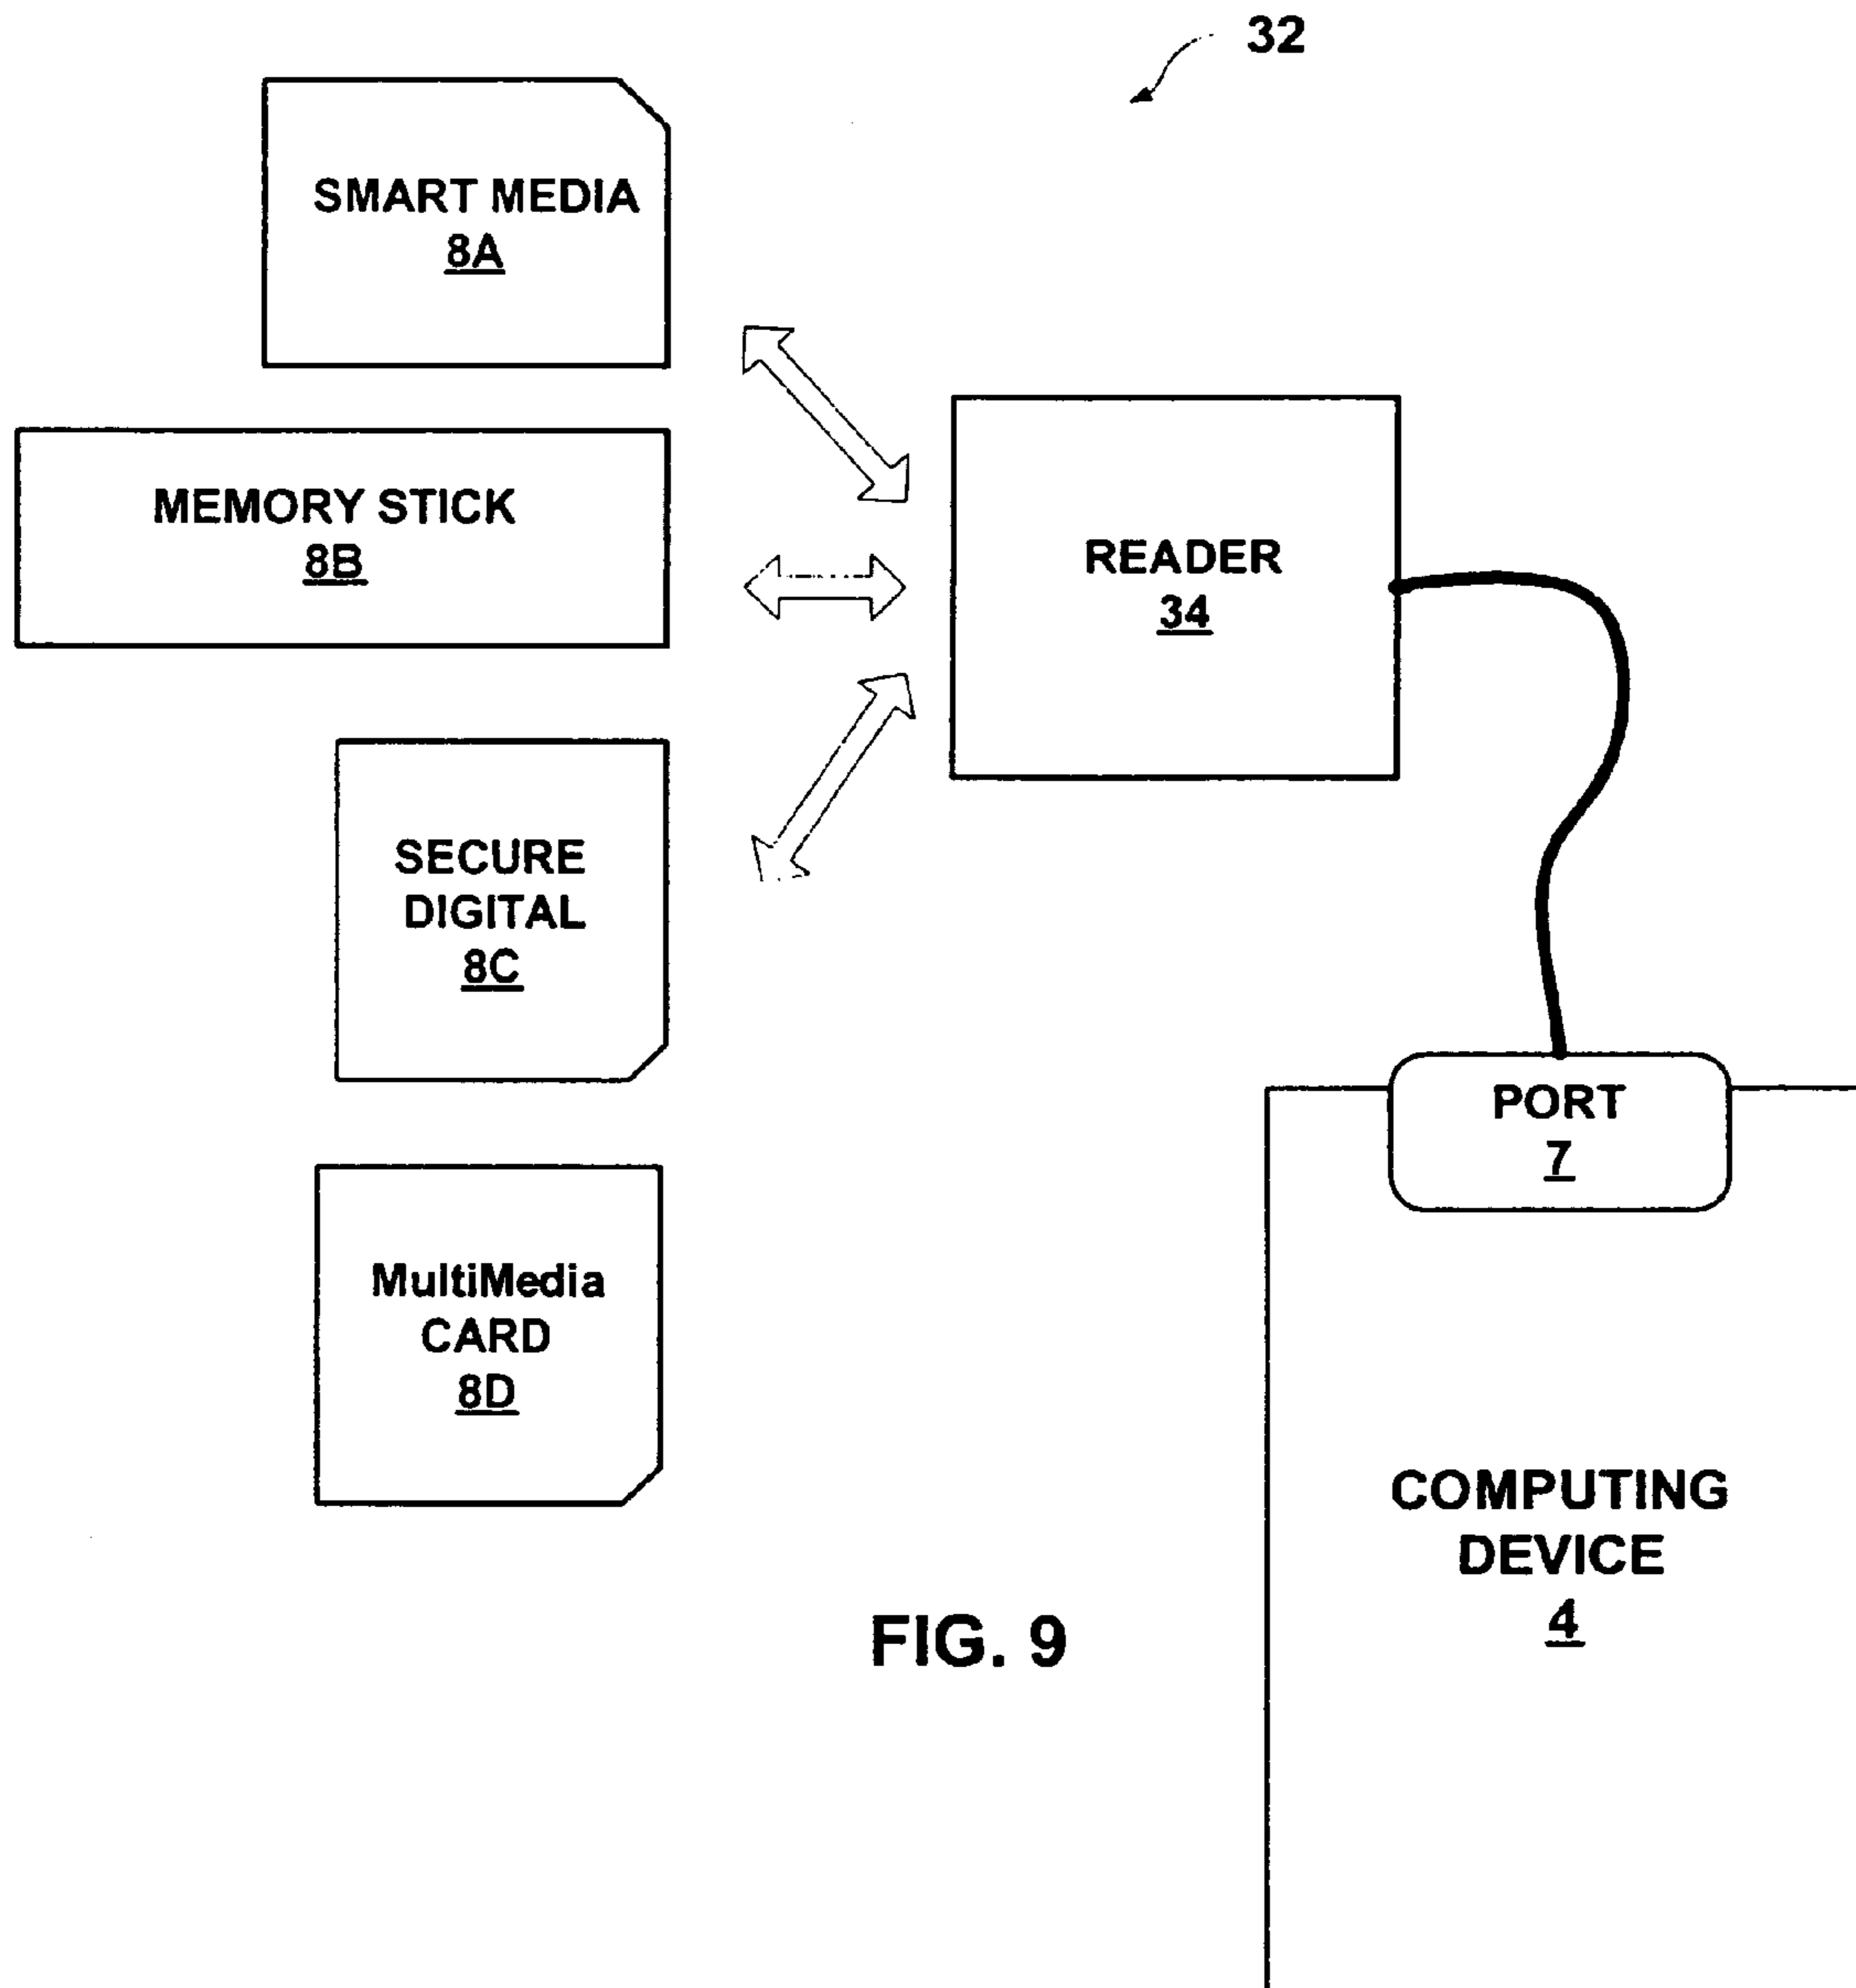 32
SMART MEDIA
8A
MEMORY STICK
8B
READER
34
SECURE
DIGITAL
8C
PORT
7
MultiMedia
CARD
8D
COMPUTING
DEVICE
4
FIG. 9